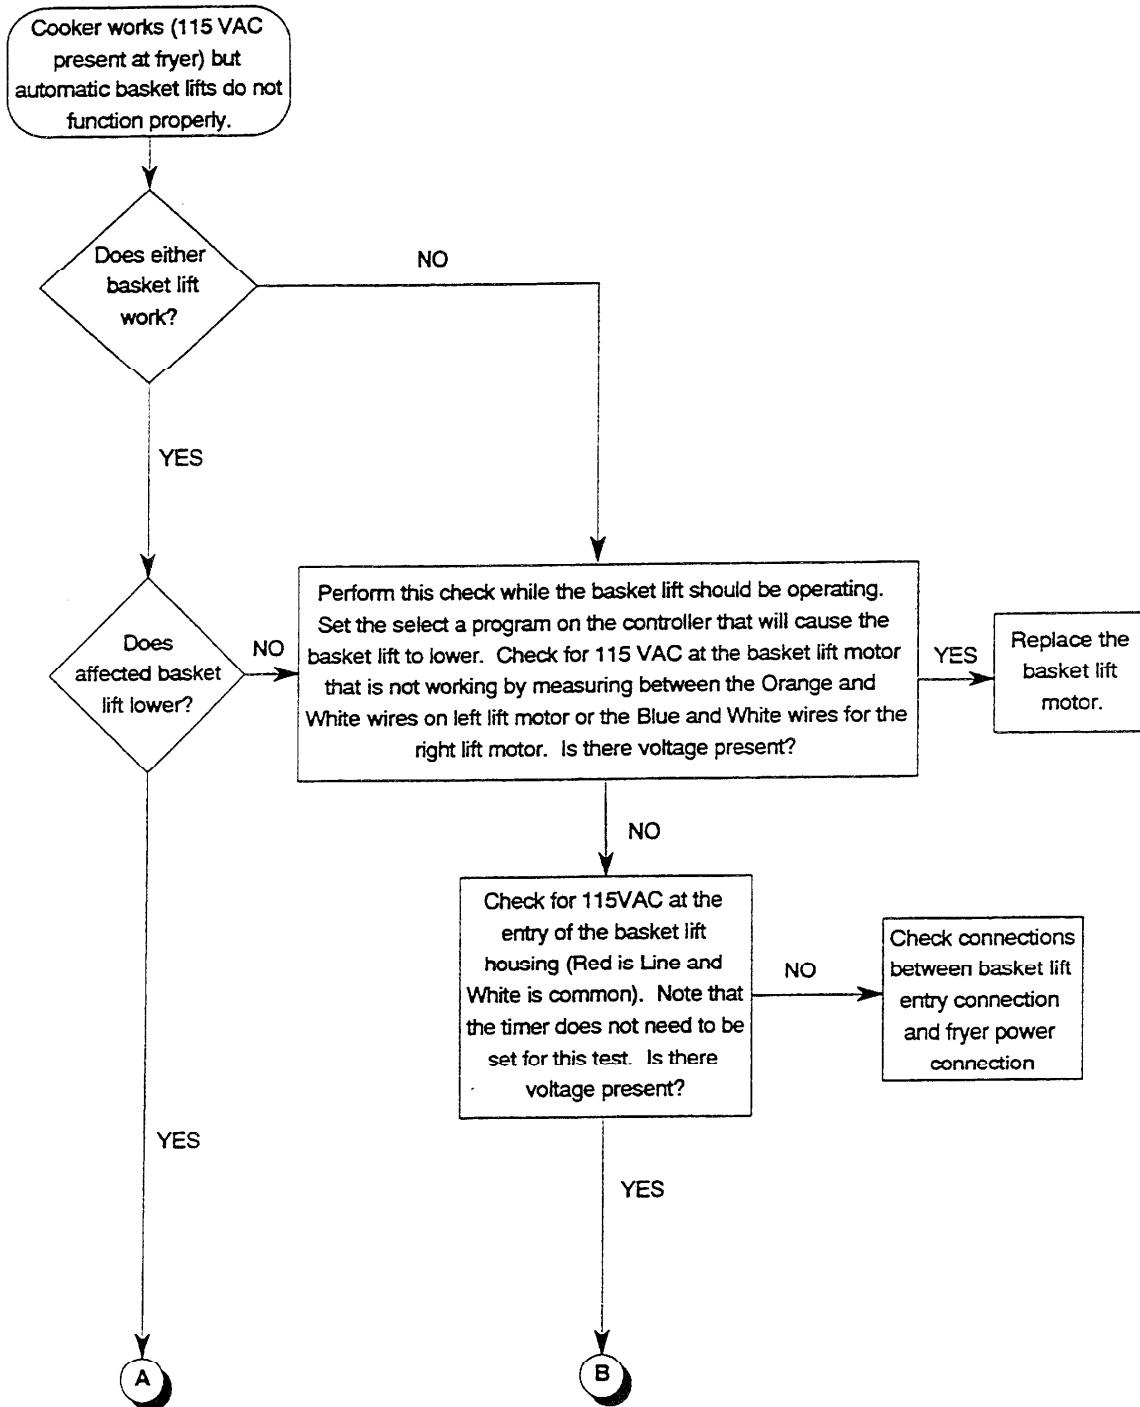 Cooker works (115 VAC
present at fryer) but
automatic basket lifts do not
function properly.
Does either
basket lift
work?
NO
YES
Does
affected basket
lift lower?
NO
Perform this check while the basket lift should be operating.
Set the select a program on the controller that will cause the
basket lift to lower. Check for 115 VAC at the basket lift motor
that is not working by measuring between the Orange and
White wires on left lift motor or the Blue and White wires for the
right lift motor. Is there voltage present?
YES
Replace the
basket lift
motor.
NO
Check for 115VAC at the
entry of the basket lift
housing (Red is Line and
White is common). Note that
the timer does not need to be
set for this test. Is there
voltage present?
NO
Check connections
between basket lift
entry connection
and fryer power
connection
YES
YES
A
B